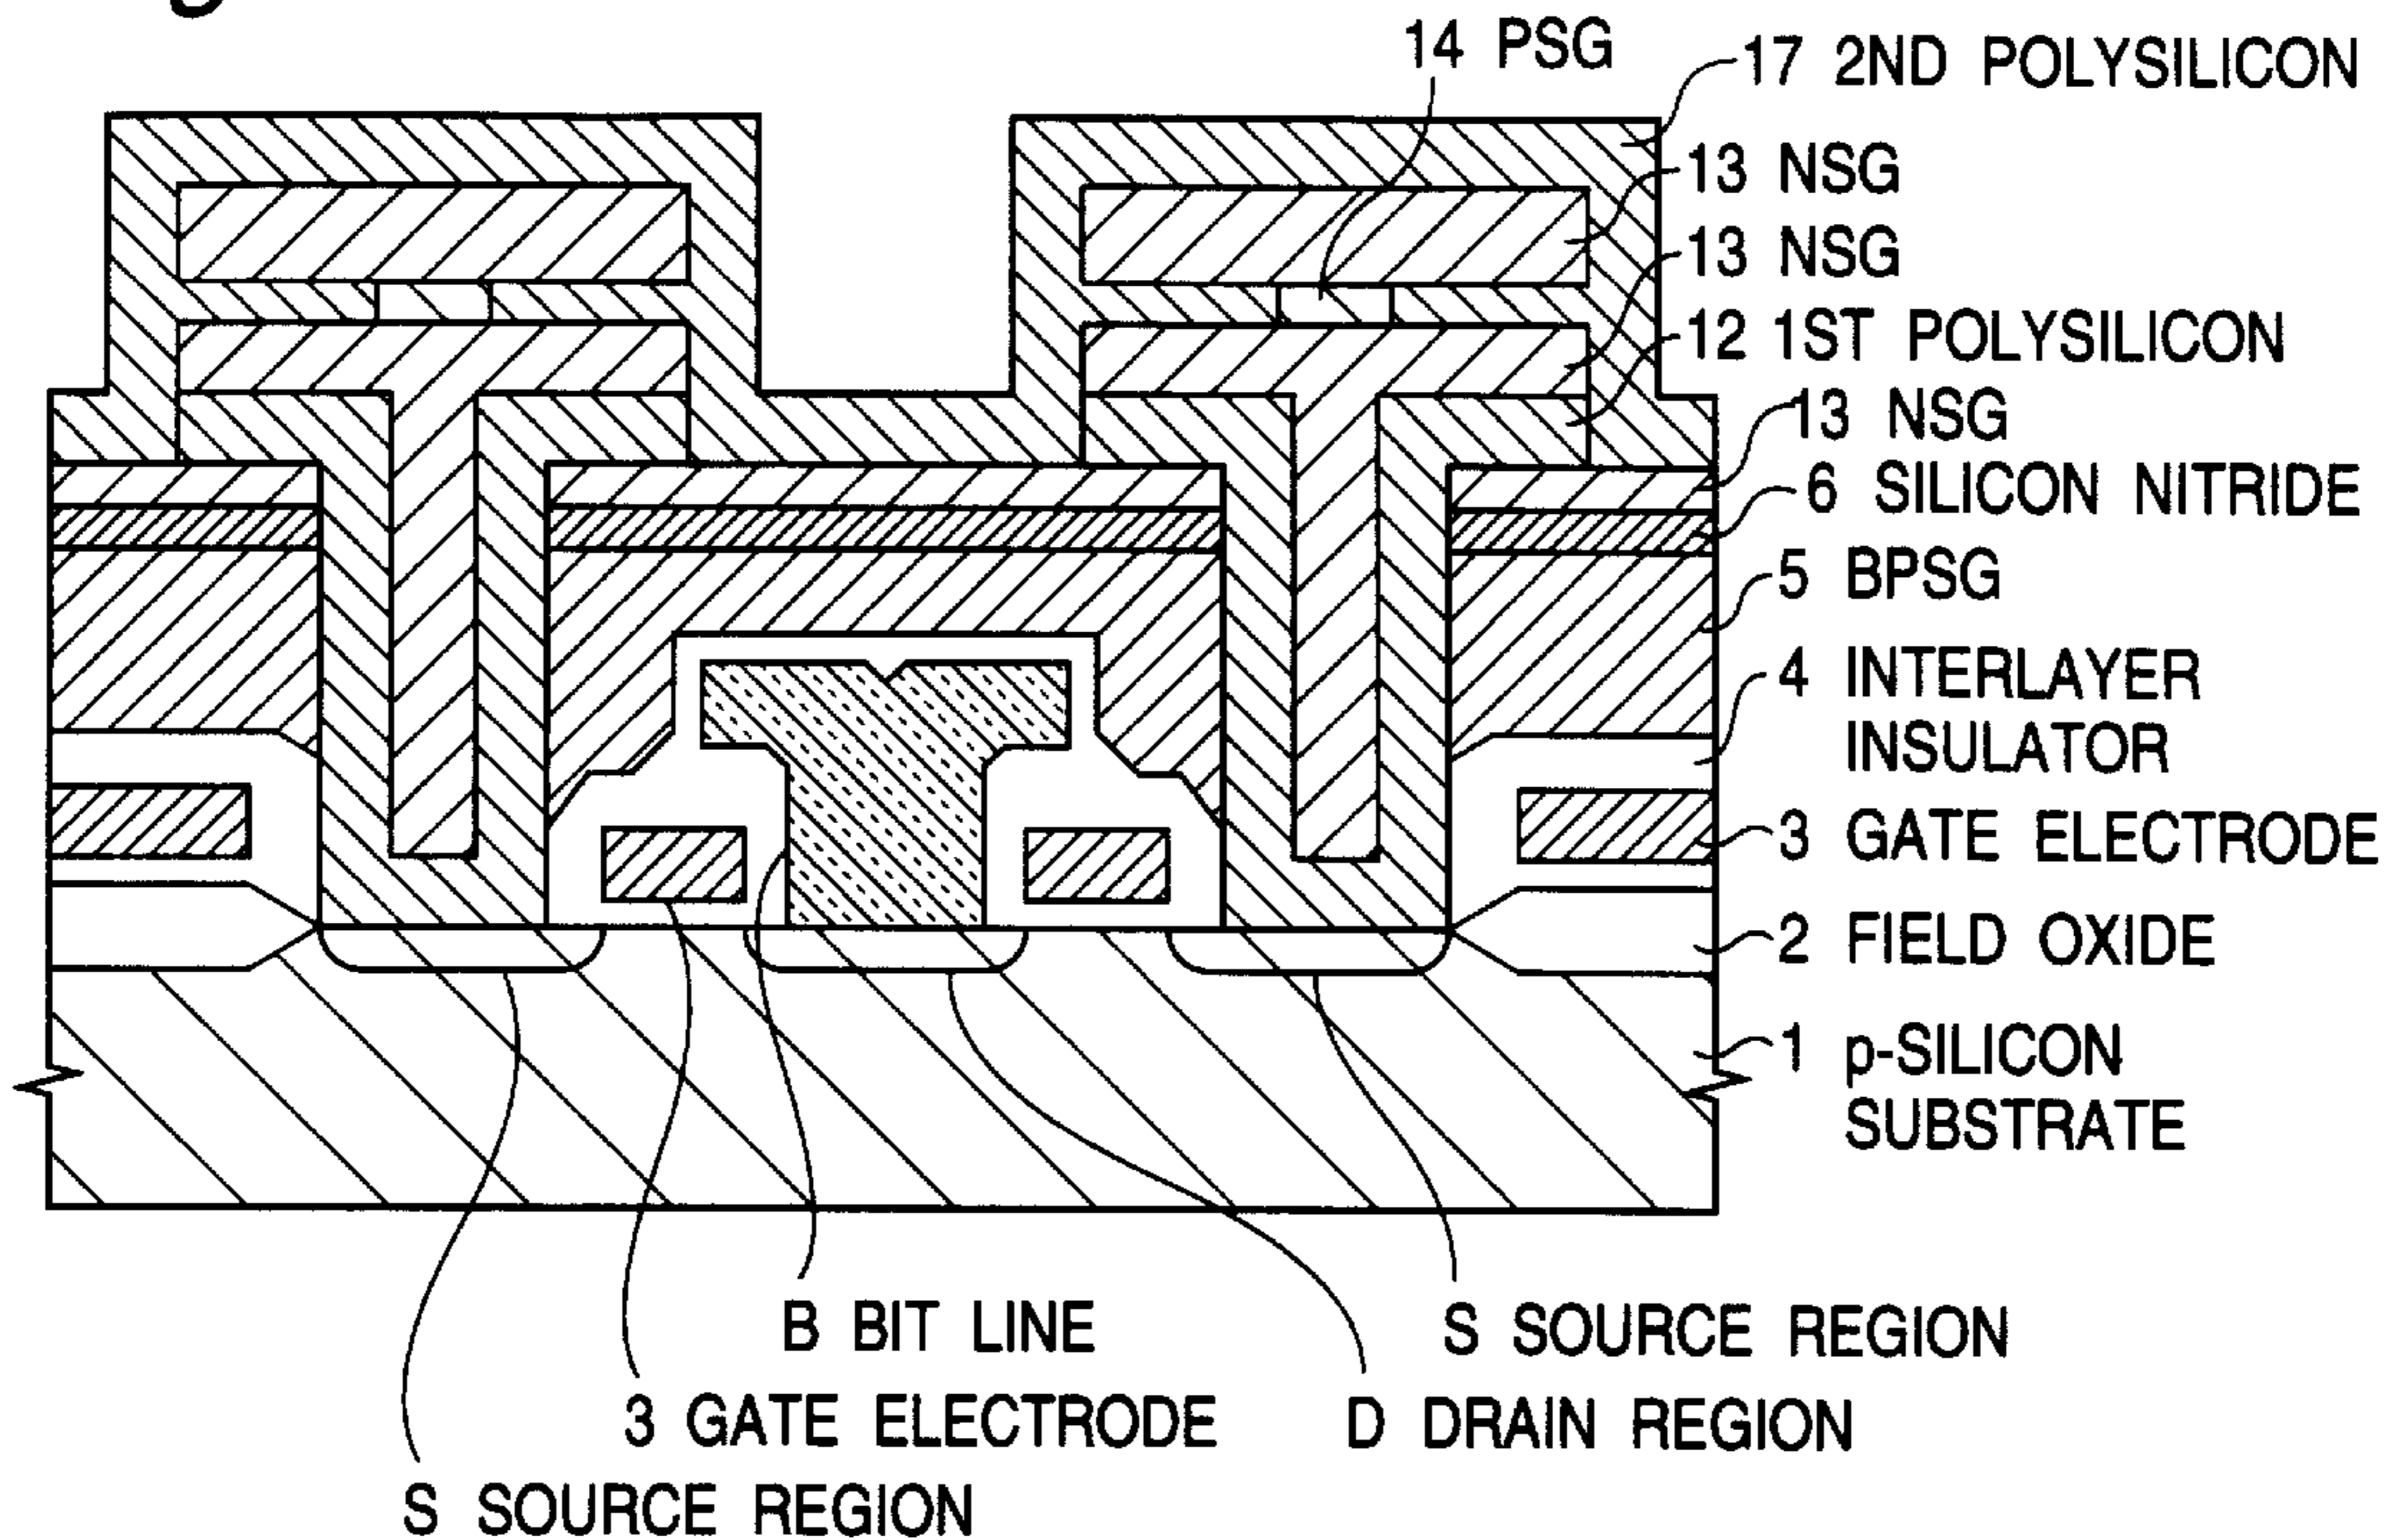 14 PSG
17 2ND POLYSILICON
13 NSG
13 NSG
12 1ST POLYSILICON
13 NSG
6 SILICON NITRIDE
5 BPSG
4 INTERLAYER
INSULATOR
3 GATE ELECTRODE
2 FIELD OXIDE
1 p-SILICON
SUBSTRATE
B BIT LINE
S SOURCE REGION
3 GATE ELECTRODE
D DRAIN REGION
S SOURCE REGION